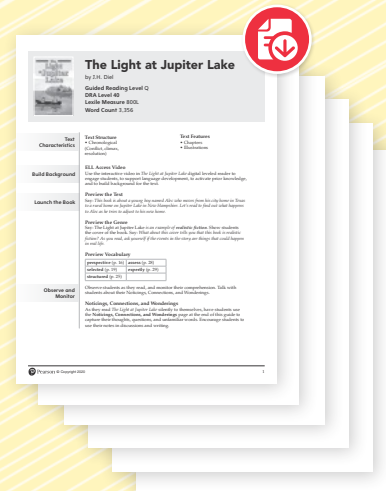 The Light at Jupiter Lake
by I.H. Diel
Guided Reading Level Q
DRA Level 40
Lexile Measure 800L
Word Count 3,356
The
Light
at Jupiter
Lake
Text
Characteristics
Text Structure
• Chronological
(Conflict, climax,
resolution)
Text Features
• Chapters
• Illustrations
Build Background
ELL Access Video
Use the interactive video in The Light at Jupiter Lake digital leveled reader to
engage students, to support language development, to activate prior knowledge,
and to build background for the text.
Launch the Book
Preview the Text
Say: This book is about a young boy named Alex who moves from his city home in Texas
to a rural home on Jupiter Lake in New Hampshire. Let's read to find out what happens
to Alex as he tries to adjust to his new home.
Preview the Genre
Say: The Light at Jupiter Lake is an example of realistic fiction. Show students
the cover of the book. Say: What about this cover tells you that this book is realistic
fiction? As you read, ask yourself if the events in the story are things that could happen
in real life.
Preview Vocabulary
perspective (p. 16) assess (p. 28)
selected (p. 19) expertly (p. 29)
structured (p. 25)
Observe and
Monitor
Observe students as they read, and monitor their comprehension. Talk with
students about their Noticings, Connections, and Wonderings.
Noticings, Connections, and Wonderings
As they read The Light at Jupiter Lake silently to themselves, have students use
the Noticings, Connections, and Wonderings page at the end of this guide to
capture their thoughts, questions, and unfamiliar words. Encourage students to
use their notes in discussions and writing.
Pearson © Copyright 2020
1